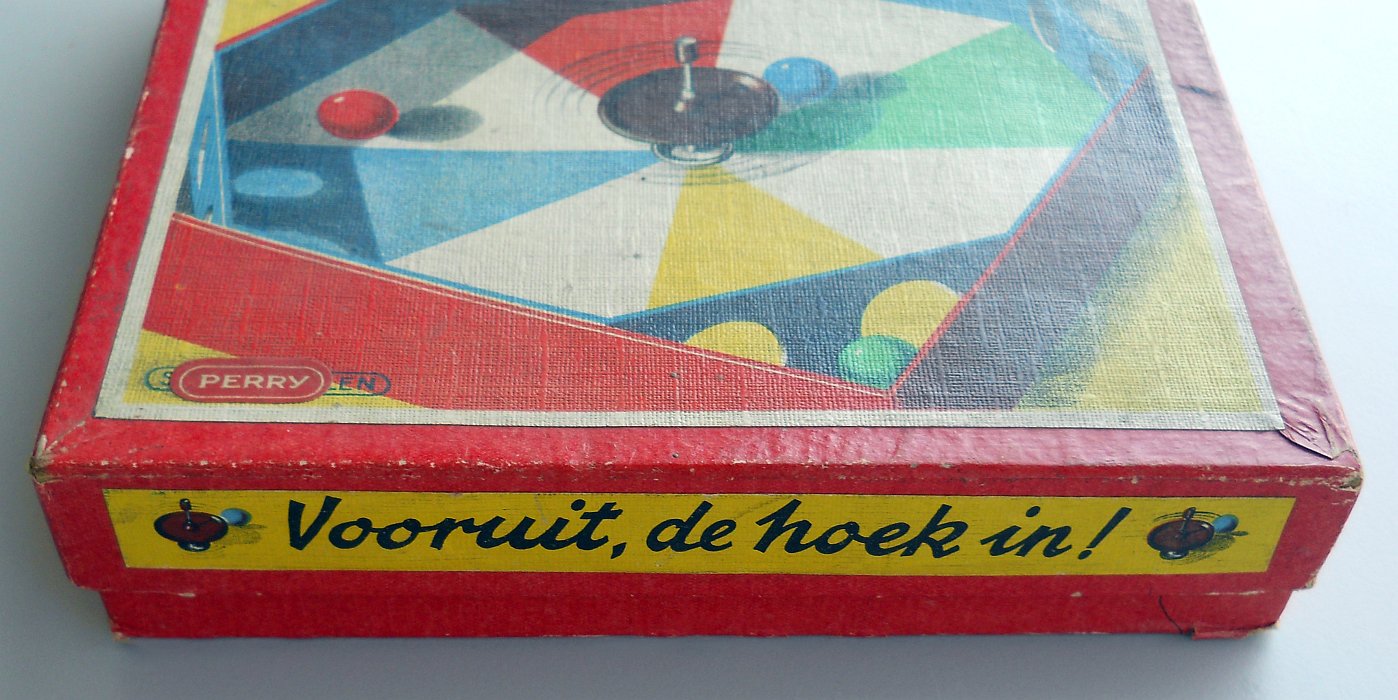 PERRY
Vooruit, de hoek in!